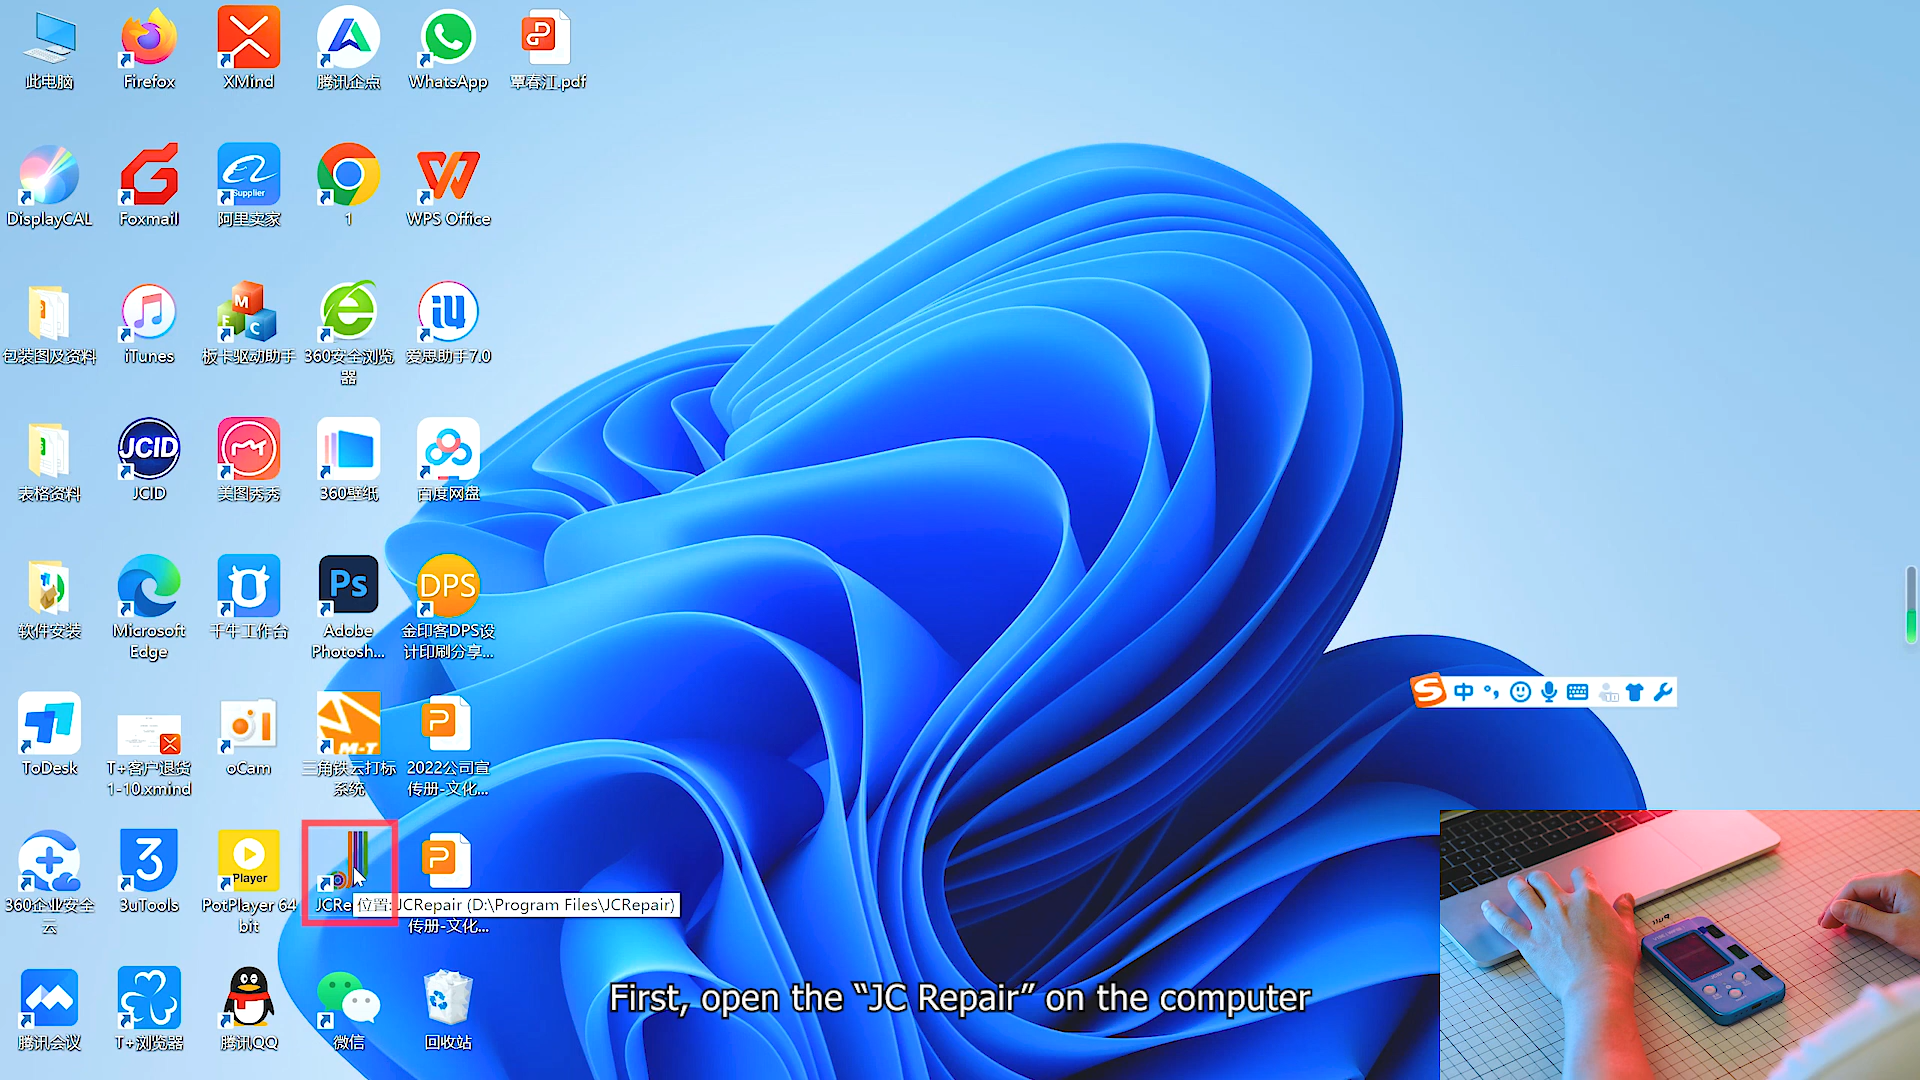 此电脑
Firefox
XMind
腾讯企点
WhatsApp
覃春江.pdf
DisplayCAL
Foxmail
Supplier
阿里卖家
1
WPS Office
包装图及资料
iTunes
M
E
C
板卡驱动助手
360安全浏览
器
爱思助手7.0
表格资料
JCID
JCID
美图秀秀
360壁纸
百度网盘
软件安装
Microsoft
Edge
千牛工作台
Ps
Adobe
Photosh...
DPS
金印客DPS设
计印刷分享...
ToDesk
T+客户退货
1-10.xmind
oCam
M-T
三角铁云打标
系统
P
2022公司宣
传册-文化...
360企业安全
云
3
3uTools
Player
PotPlayer 64
bit
JCRe
位置: JCRepair (D:\Program Files\JCRepair)
P
传册-文化...
中
腾讯会议
T+浏览器
腾讯QQ
微信
回收站
First, open the “JC Repair” on the computer